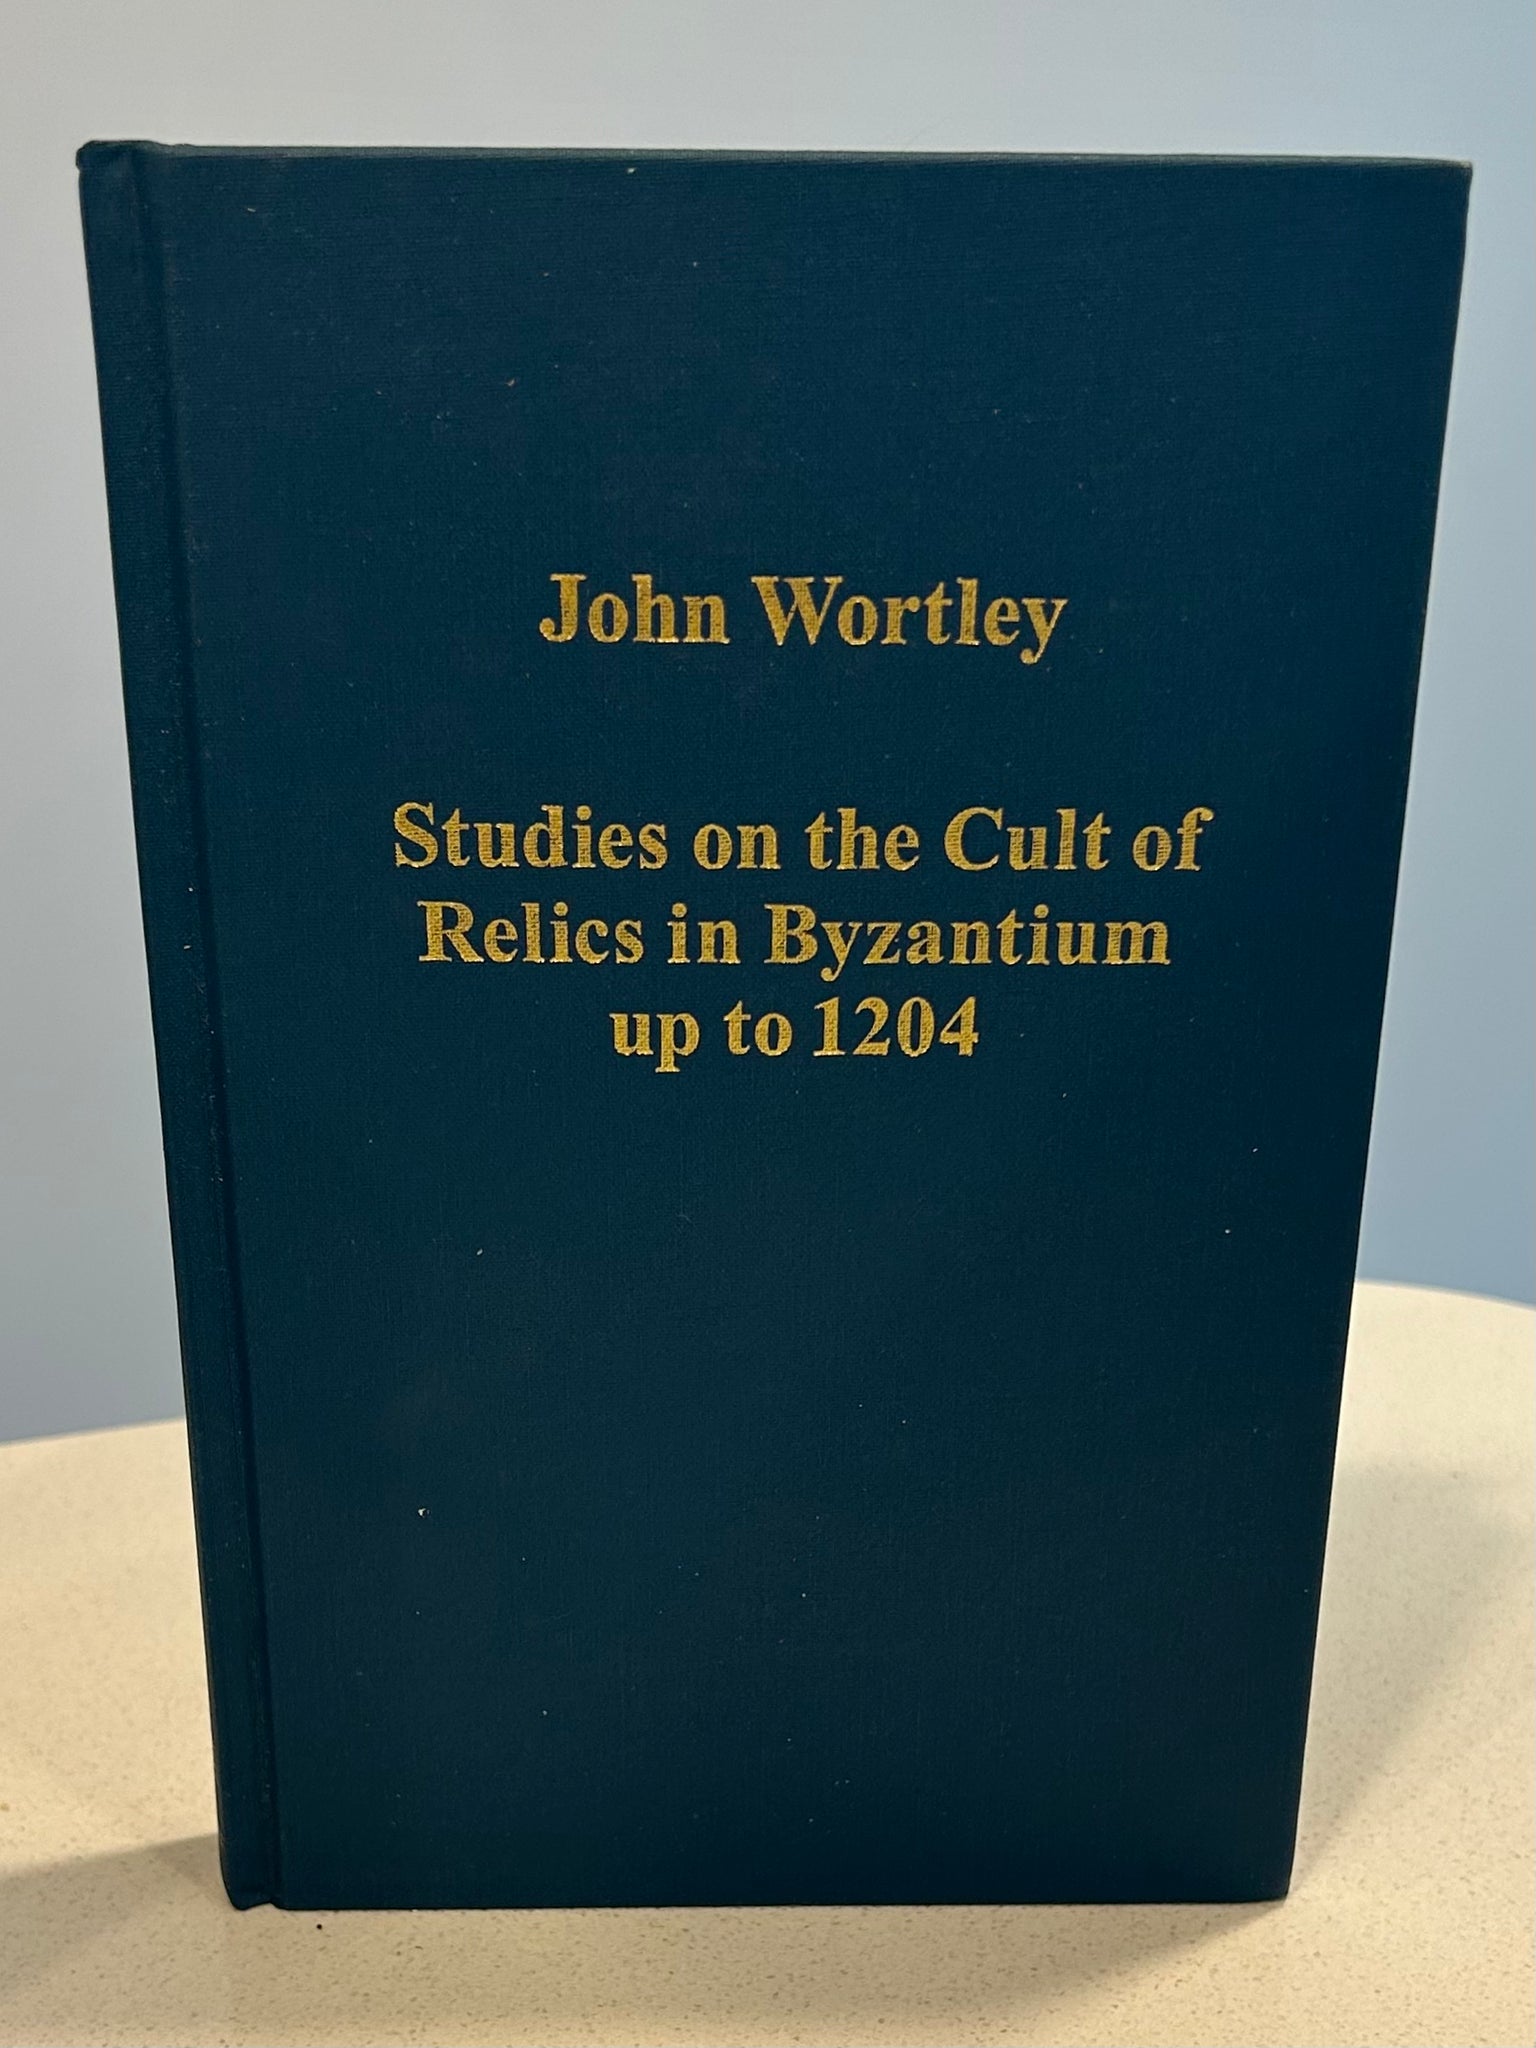 John Wortley
Studies on the Cult of
Relics in Byzantium
up to 1204